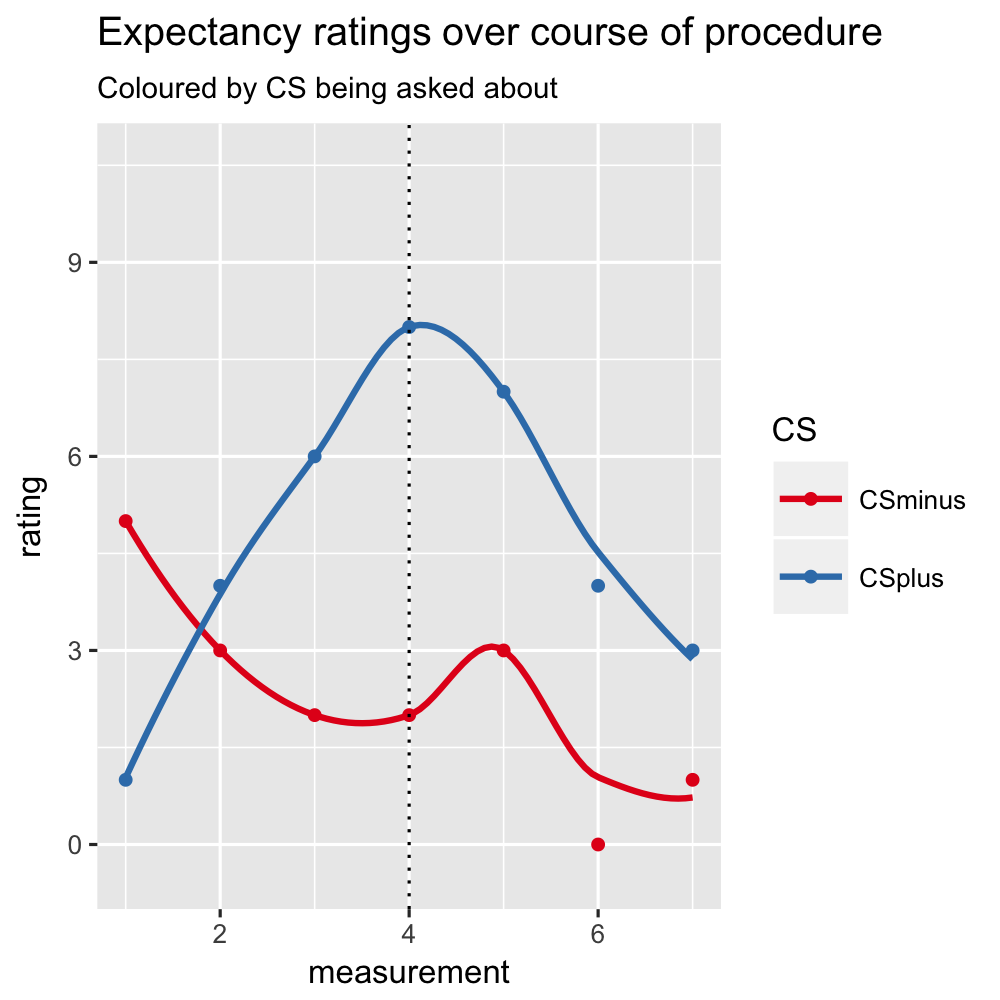 Expectancy ratings over course of procedure
Coloured by CS being asked about
9
6
3
0
rating
2
4
6
measurement
CS
CSminus
CSplus